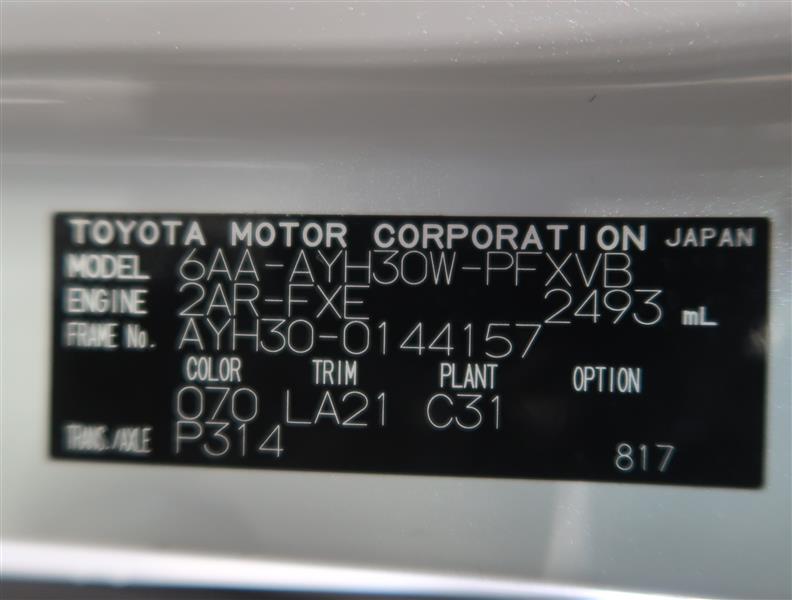 TOYOTA MOTOR CORPORATION JAPAN
MODEL 6AA-AYH30W-PFXVB
ENGINE 2AR-FXE 2493 mL
FRAME No. AYH30-0144157
COLOR TRIM PLANT OPTION
070 LA21 C31
TRANS./AXLE P314 817